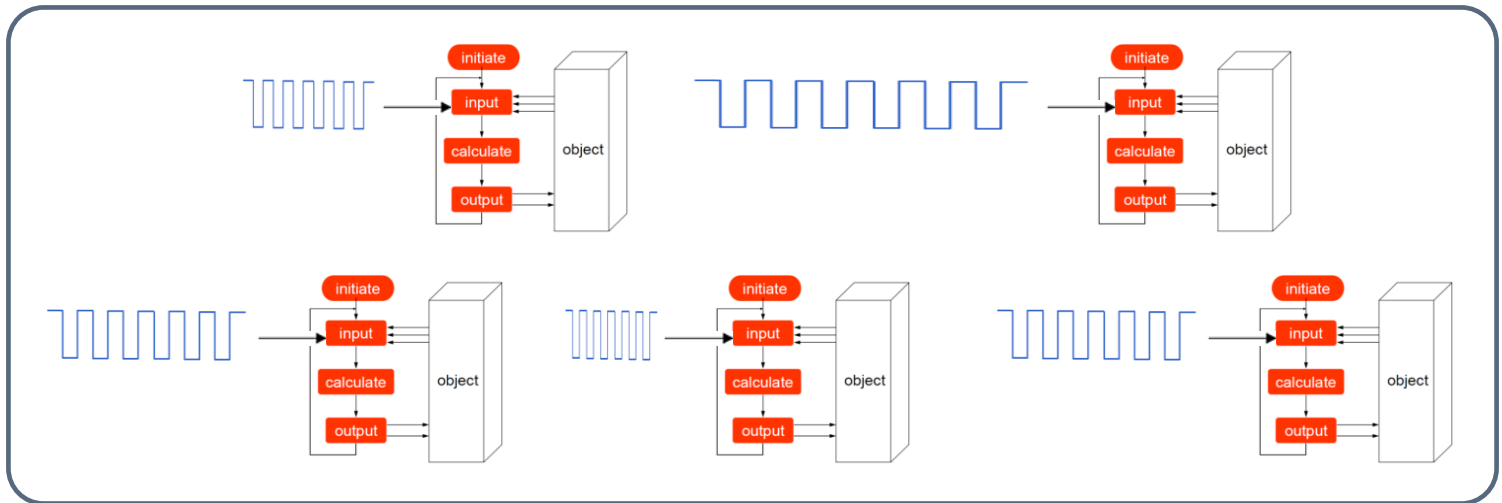 initiate
input
calculate
output
object
initiate
input
calculate
output
object
initiate
input
calculate
output
object
initiate
input
calculate
output
object
initiate
input
calculate
output
object